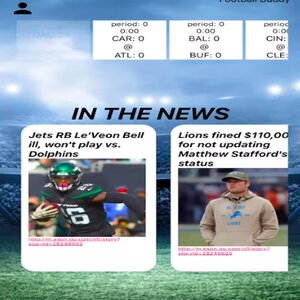 Football Buddy
period: 0
0:00
CAR: 0
@
ATL: 0
period: 0
0:00
BAL: 0
@
BUF: 0
period: 0
0:00
CIN:
@
CLE:
IN THE NEWS
Jets RB Le'Veon Bell
ill, won't play vs.
Dolphins
http://m.espn.go.com/nfl/story?
storyId=28248052
Lions fined $110,00
for not updating
Matthew Stafford's
status
LIONS
http://m.espn.go.com/nfl/story?